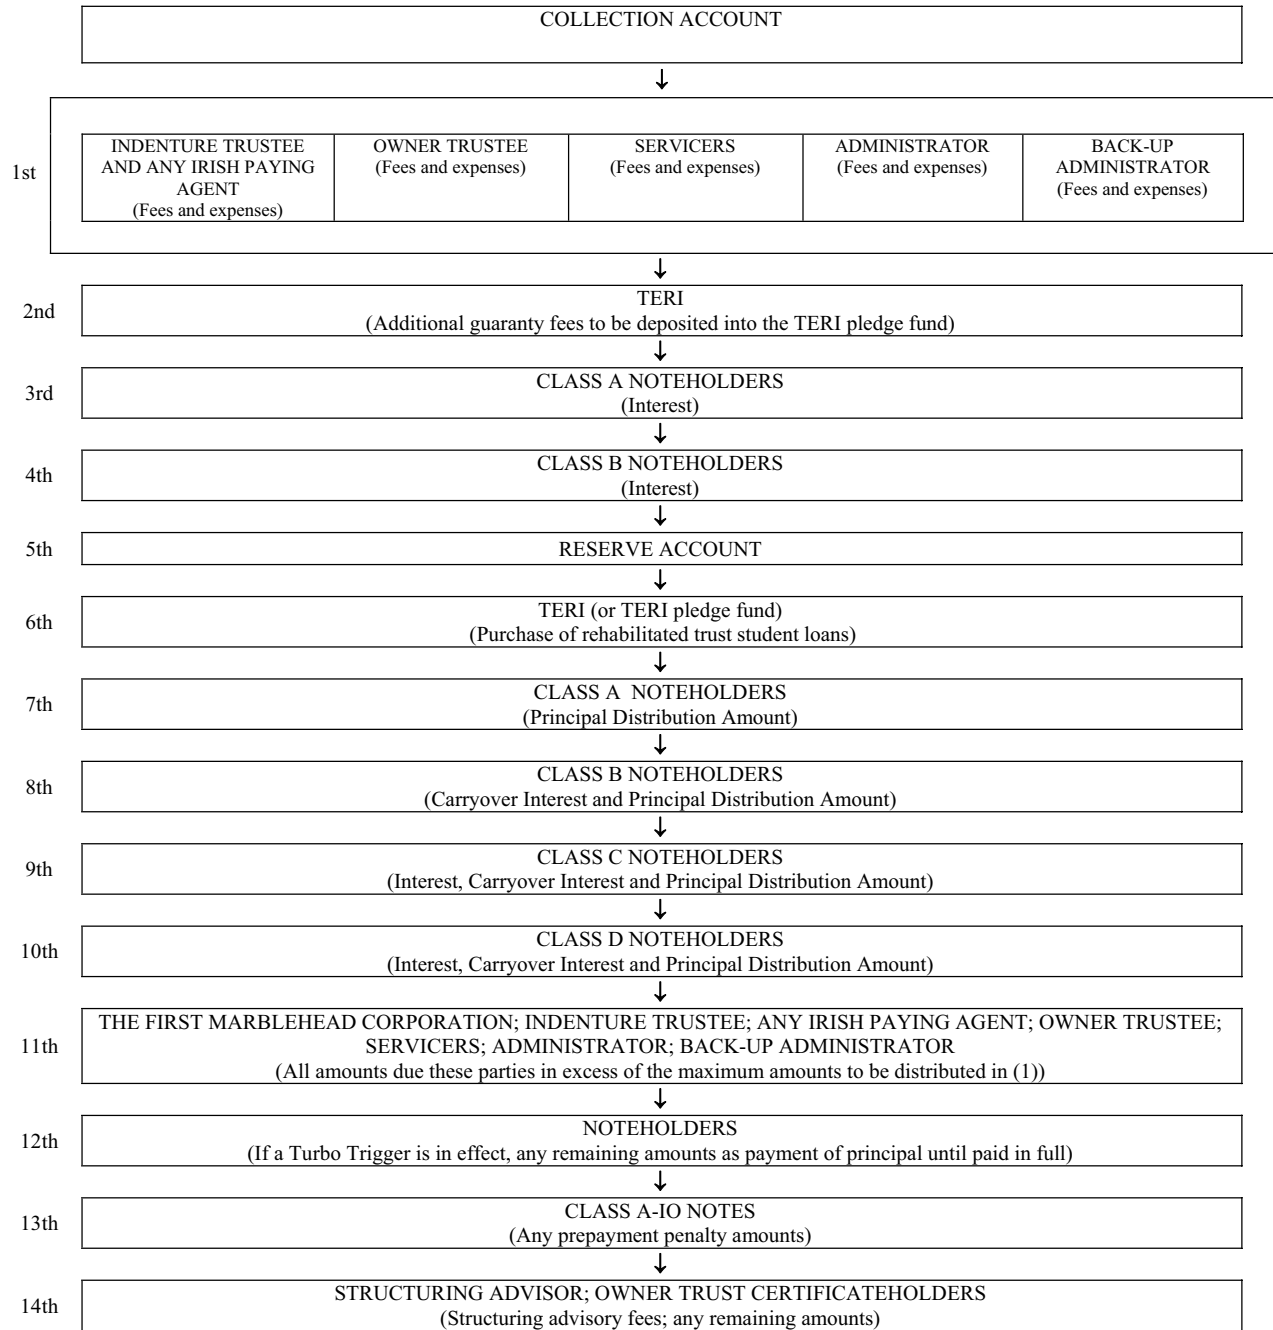 COLLECTION ACCOUNT
1st
INDENTURE TRUSTEE
AND ANY IRISH PAYING
AGENT
(Fees and expenses)
OWNER TRUSTEE
(Fees and expenses)
SERVICERS
(Fees and expenses)
ADMINISTRATOR
(Fees and expenses)
BACK-UP
ADMINISTRATOR
(Fees and expenses)
2nd
TERI
(Additional guaranty fees to be deposited into the TERI pledge fund)
3rd
CLASS A NOTEHOLDERS
(Interest)
4th
CLASS B NOTEHOLDERS
(Interest)
5th
RESERVE ACCOUNT
6th
TERI (or TERI pledge fund)
(Purchase of rehabilitated trust student loans)
7th
CLASS A NOTEHOLDERS
(Principal Distribution Amount)
8th
CLASS B NOTEHOLDERS
(Carryover Interest and Principal Distribution Amount)
9th
CLASS C NOTEHOLDERS
(Interest, Carryover Interest and Principal Distribution Amount)
10th
CLASS D NOTEHOLDERS
(Interest, Carryover Interest and Principal Distribution Amount)
11th
THE FIRST MARBLEHEAD CORPORATION; INDENTURE TRUSTEE; ANY IRISH PAYING AGENT; OWNER TRUSTEE;
SERVICERS; ADMINISTRATOR; BACK-UP ADMINISTRATOR
(All amounts due these parties in excess of the maximum amounts to be distributed in (1))
12th
NOTEHOLDERS
(If a Turbo Trigger is in effect, any remaining amounts as payment of principal until paid in full)
13th
CLASS A-IO NOTES
(Any prepayment penalty amounts)
14th
STRUCTURING ADVISOR; OWNER TRUST CERTIFICATEHOLDERS
(Structuring advisory fees; any remaining amounts)